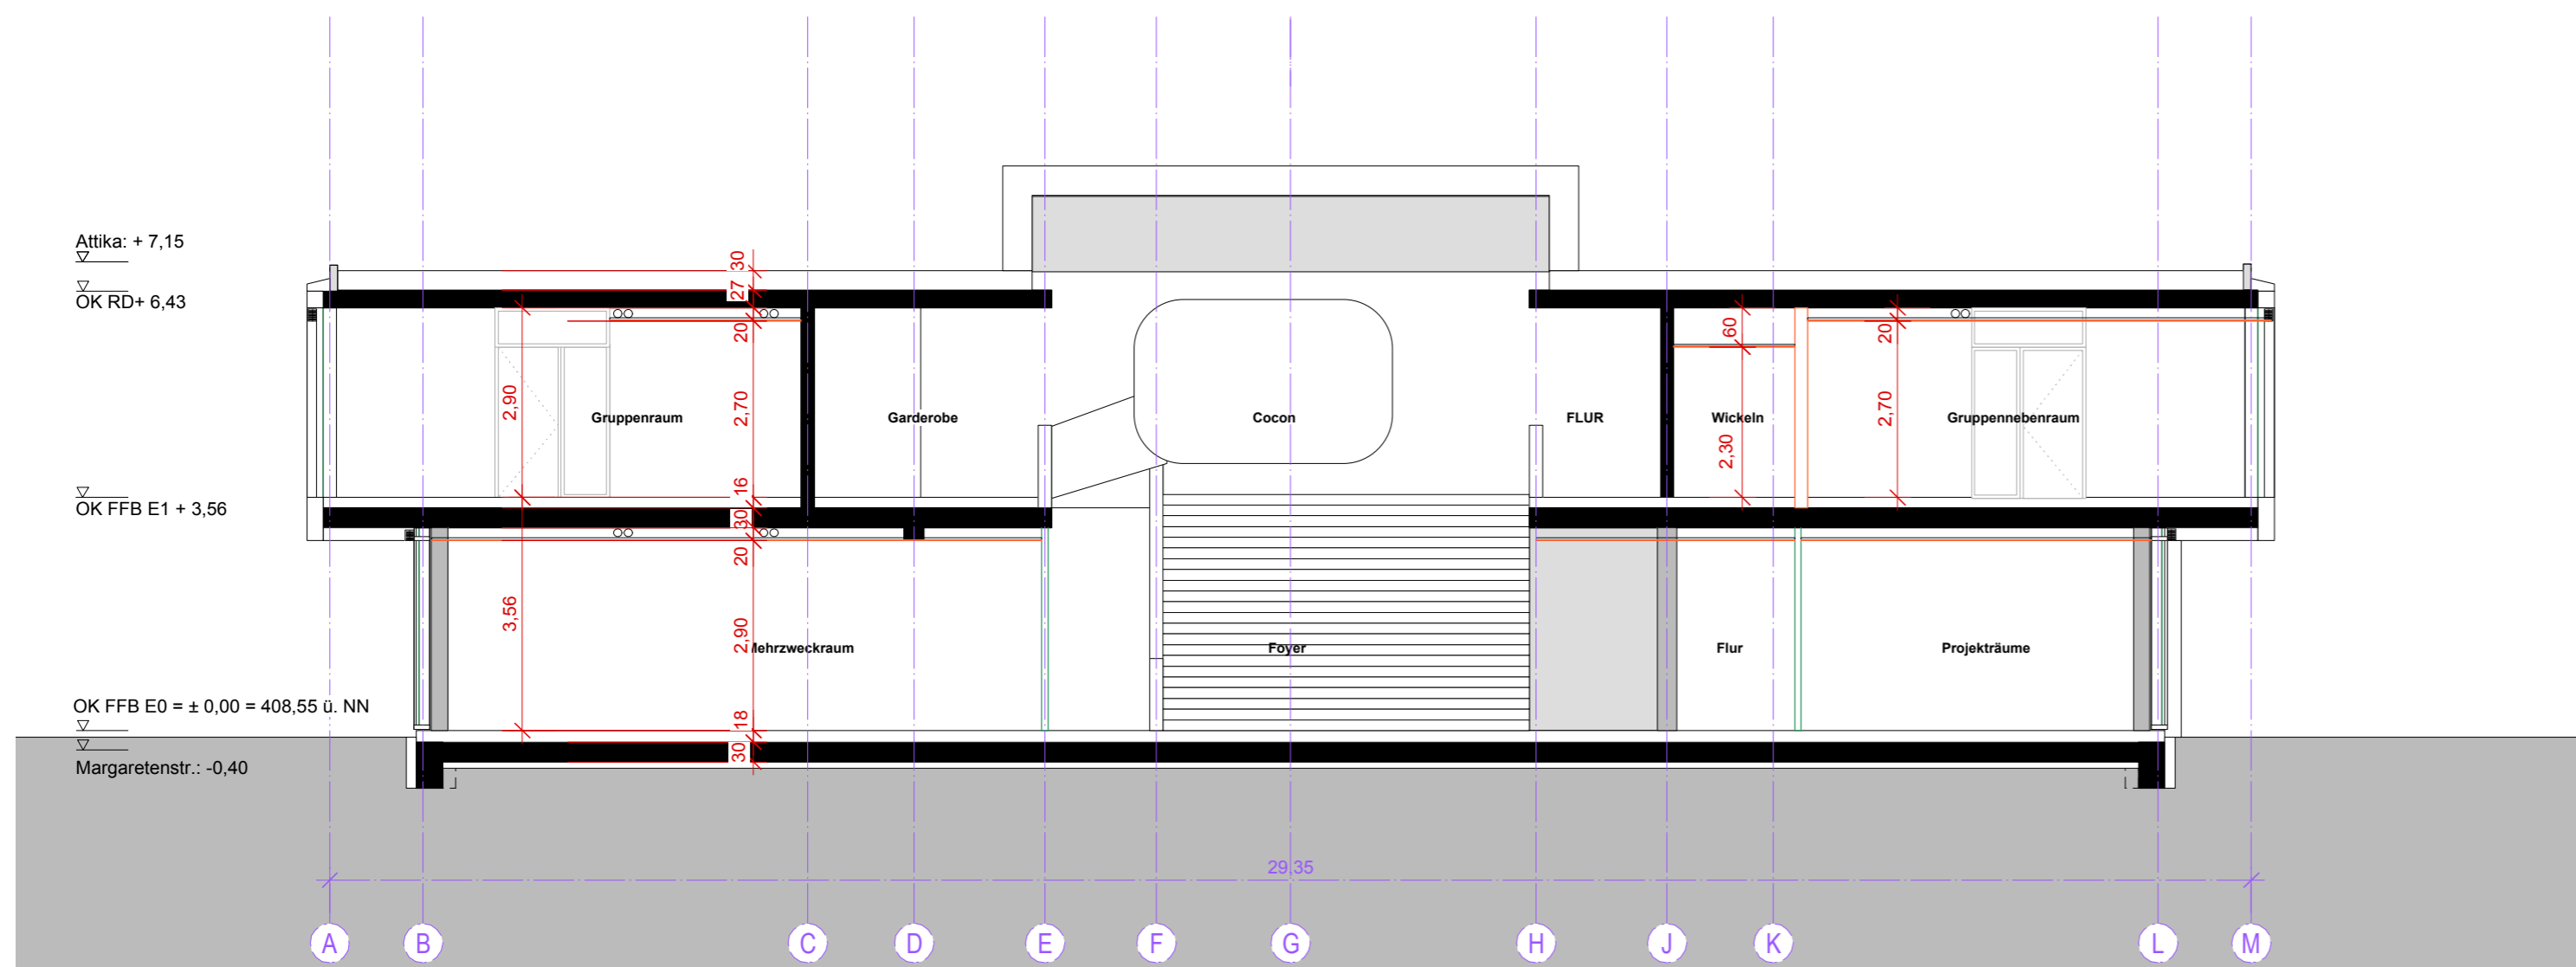 Attika: + 7,15
OK RD+ 6,43
30
27
20
60
20
2,90
2,70
2,30
2,70
Gruppenraum
Garderobe
Cocon
FLUR
Wickeln
Gruppennebenraum
16
OK FFB E1 + 3,56
30
20
3,56
2,90
Mehrzweckraum
Foyer
Flur
Projekträume
OK FFB E0 = ± 0,00 = 408,55 ü. NN
18
30
Margaretenstr.: -0,40
29,35
A B C D E F G H J K L M